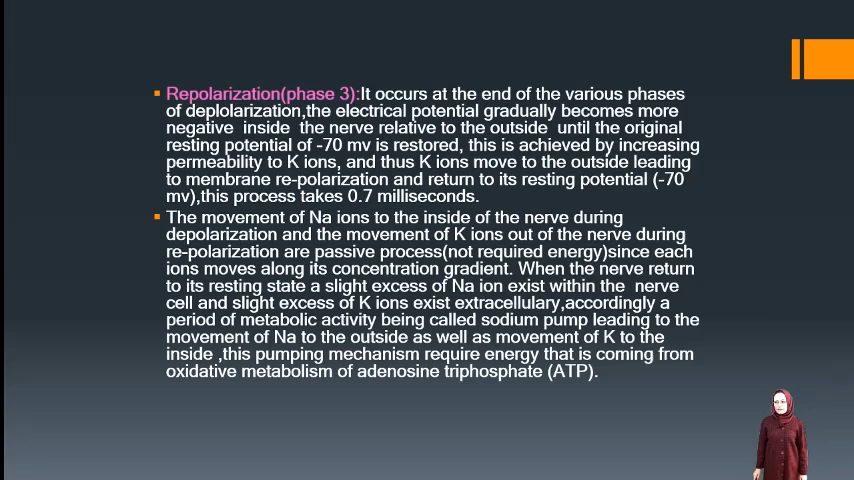 Repolarization(phase 3):It occurs at the end of the various phases
of deplolarization,the electrical potential gradually becomes more
negative inside the nerve relative to the outside until the original
resting potential of -70 mv is restored, this is achieved by increasing
permeability to K ions, and thus K ions move to the outside leading
to membrane re-polarization and return to its resting potential (-70
mv),this process takes 0.7 milliseconds.
The movement of Na ions to the inside of the nerve during
depolarization and the movement of K ions out of the nerve during
re-polarization are passive process(not required energy)since each
ions moves along its concentration gradient. When the nerve return
to its resting state a slight excess of Na ion exist within the nerve
cell and slight excess of K ions exist extracellulary,accordingly a
period of metabolic activity being called sodium pump leading to the
movement of Na to the outside as well as movement of K to the
inside ,this pumping mechanism require energy that is coming from
oxidative metabolism of adenosine triphosphate (ATP).